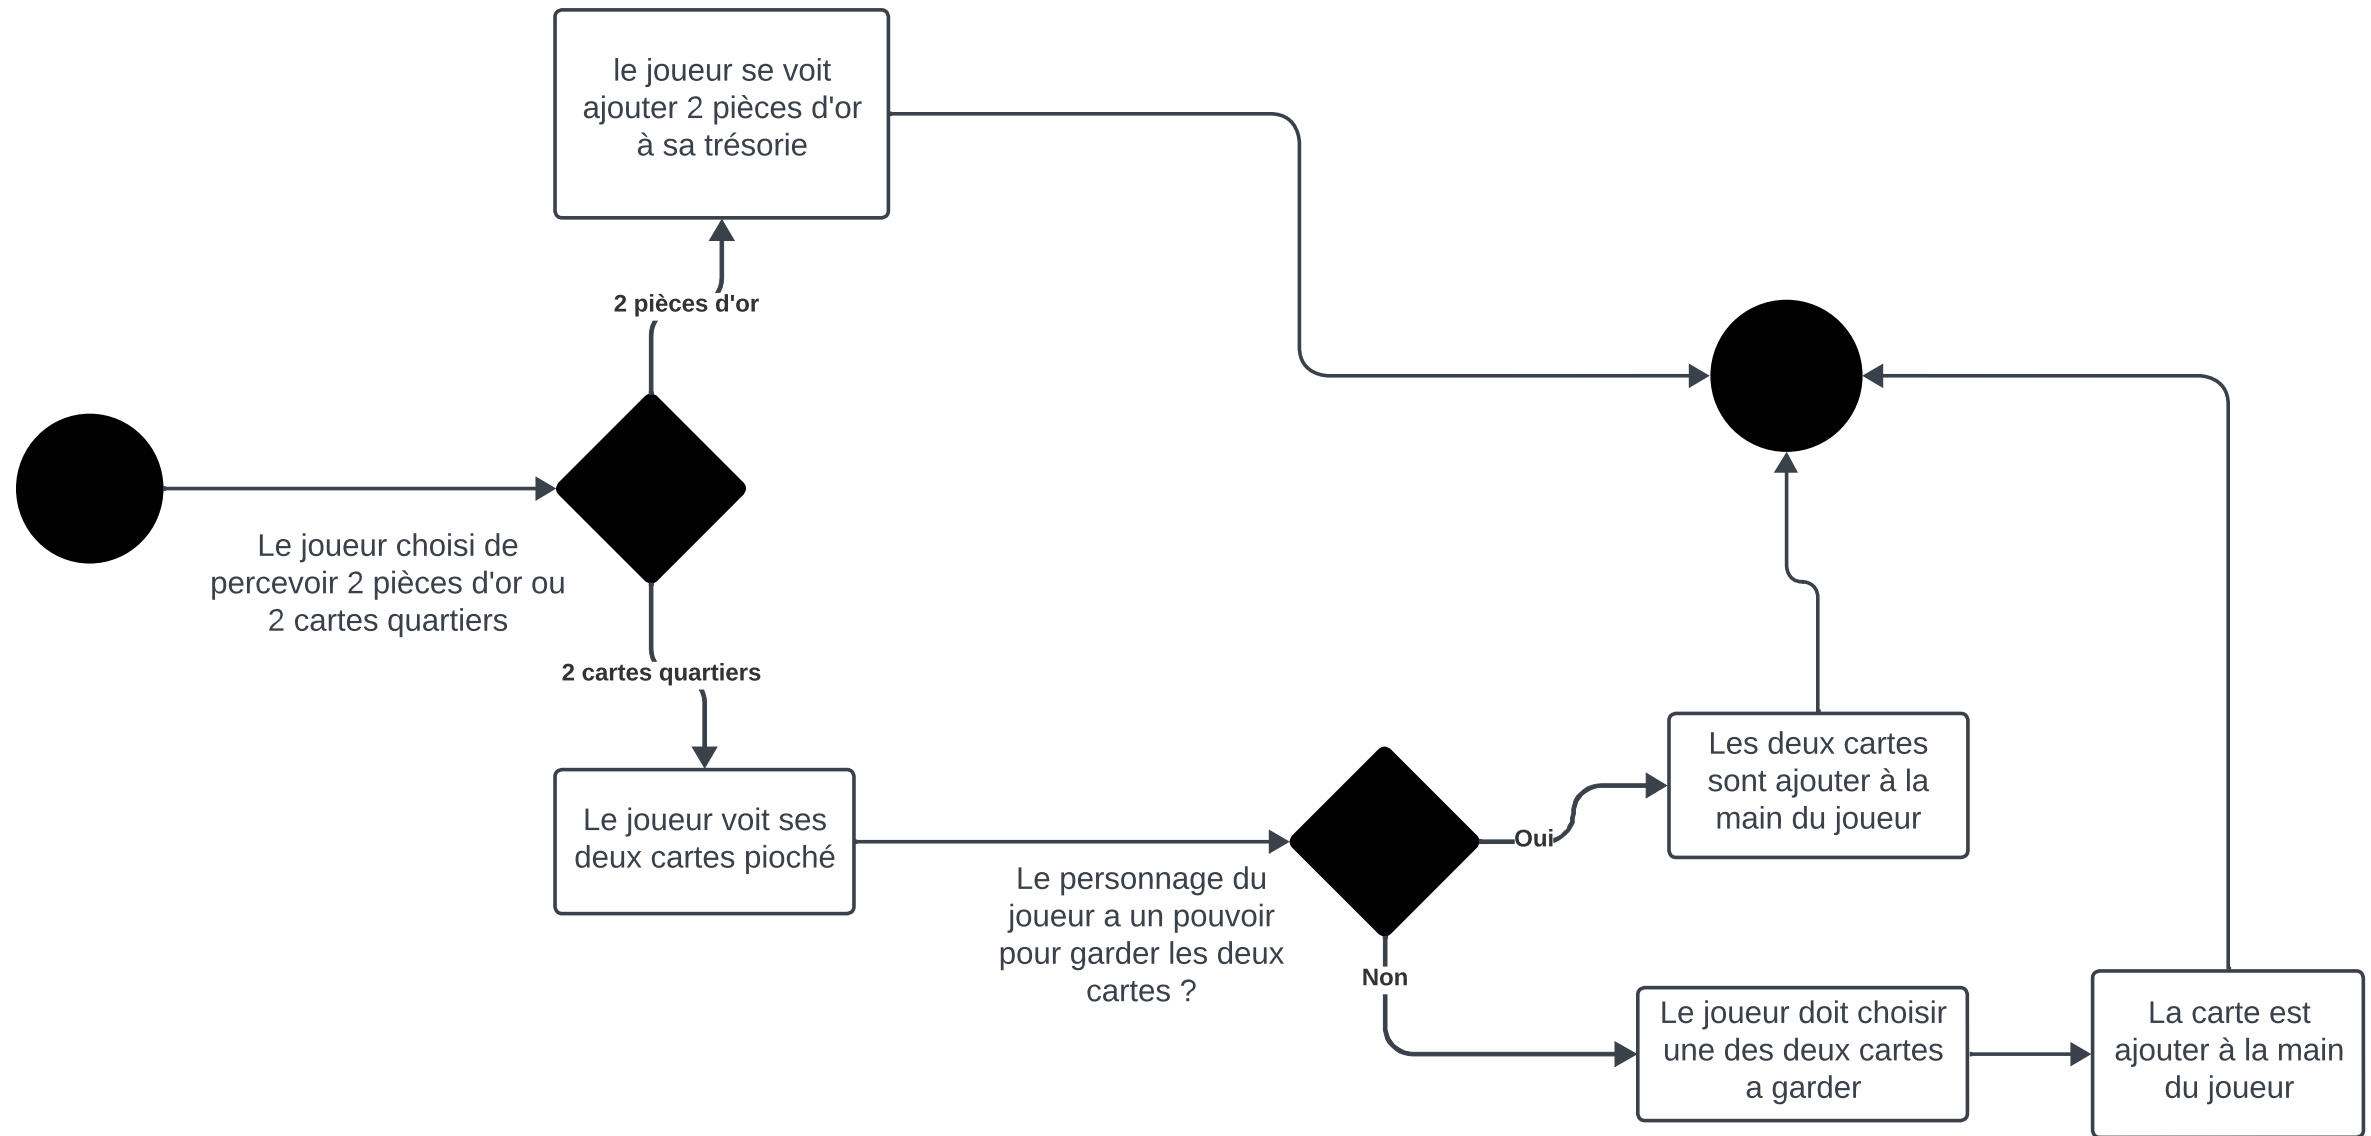 le joueur se voit
ajouter 2 pièces d'or
à sa trésorie
2 pièces d'or
Le joueur choisi de
percevoir 2 pièces d'or ou
2 cartes quartiers
2 cartes quartiers
Le joueur voit ses
deux cartes pioché
Le personnage du
joueur a un pouvoir
pour garder les deux
cartes ?
Oui
Les deux cartes
sont ajouter à la
main du joueur
Non
Le joueur doit choisir
une des deux cartes
a garder
La carte est
ajouter à la main
du joueur